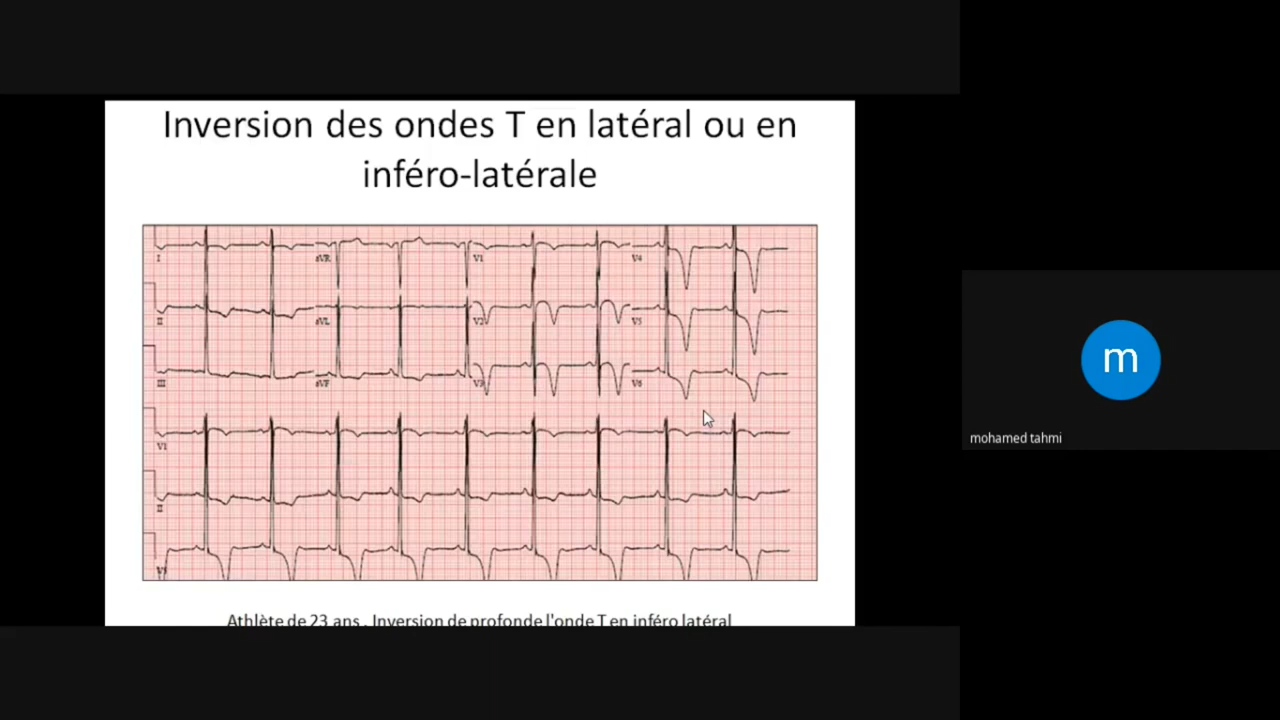 Inversion des ondes T en latéral ou en
inféro-latérale
I
aVR
V1
V4
II
aVL
V2
V5
III
aVF
V3
V6
V1
II
V5
Athlète de 23 ans . Inversion de profonde l'onde T en inféro latéral
m
mohamed tahmi